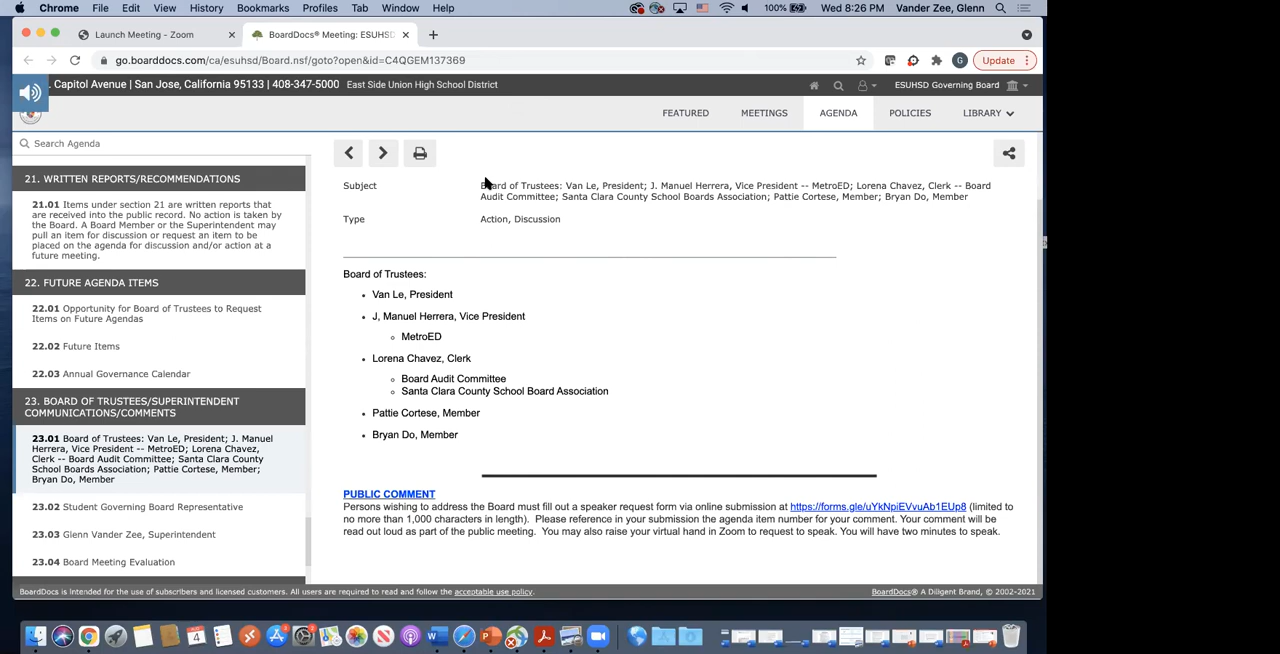 Chrome File Edit View History Bookmarks Profiles Tab Window Help 100% Wed 8:26 PM Vander Zee, Glenn
Launch Meeting - Zoom
BoardDocs® Meeting: ESUHSD
go.boarddocs.com/ca/esuhsd/Board.nsf/goto?open&id=C4QGEM137369
G
Update
Capitol Avenue | San Jose, California 95133 | 408-347-5000 East Side Union High School District
ESUHSD Governing Board
FEATURED MEETINGS AGENDA POLICIES LIBRARY
Search Agenda
21. WRITTEN REPORTS/RECOMMENDATIONS
21.01 Items under section 21 are written reports
that are received into the public record. No action is taken by
the Board. A Board Member or the Superintendent may
pull an item for discussion or request an item to be
placed on the agenda for discussion and/or action at a
future meeting.
22. FUTURE AGENDA ITEMS
22.01 Opportunity for Board of Trustees to Request
Items on Future Agendas
22.02 Future Items
22.03 Annual Governance Calendar
23. BOARD OF TRUSTEES/SUPERINTENDENT
COMMUNICATIONS/COMMENTS
23.01 Board of Trustees: Van Le, President; J. Manuel
Herrera, Vice President -- MetroED; Lorena Chavez,
Clerk -- Board Audit Committee; Santa Clara County
School Boards Association; Pattie Cortese, Member;
Bryan Do, Member
23.02 Student Governing Board Representative
23.03 Glenn Vander Zee, Superintendent
23.04 Board Meeting Evaluation
Subject
Board of Trustees: Van Le, President; J. Manuel Herrera, Vice President -- MetroED; Lorena Chavez, Clerk -- Board
Audit Committee; Santa Clara County School Boards Association; Pattie Cortese, Member; Bryan Do, Member
Type
Action, Discussion
Board of Trustees:
Van Le, President
J, Manuel Herrera, Vice President
MetroED
Lorena Chavez, Clerk
Board Audit Committee
Santa Clara County School Board Association
Pattie Cortese, Member
Bryan Do, Member
PUBLIC COMMENT
Persons wishing to address the Board must fill out a speaker request form via online submission at https://forms.gle/uYkNpiEVvuAb1EUp8 (limited to
no more than 1,000 characters in length). Please reference in your submission the agenda item number for your comment. Your comment will be
read out loud as part of the public meeting. You may also raise your virtual hand in Zoom to request to speak. You will have two minutes to speak.
BoardDocs is intended for the use of subscribers and licensed customers. All users are required to read and follow the acceptable use policy.
BoardDocs® A Diligent Brand, © 2002-2021